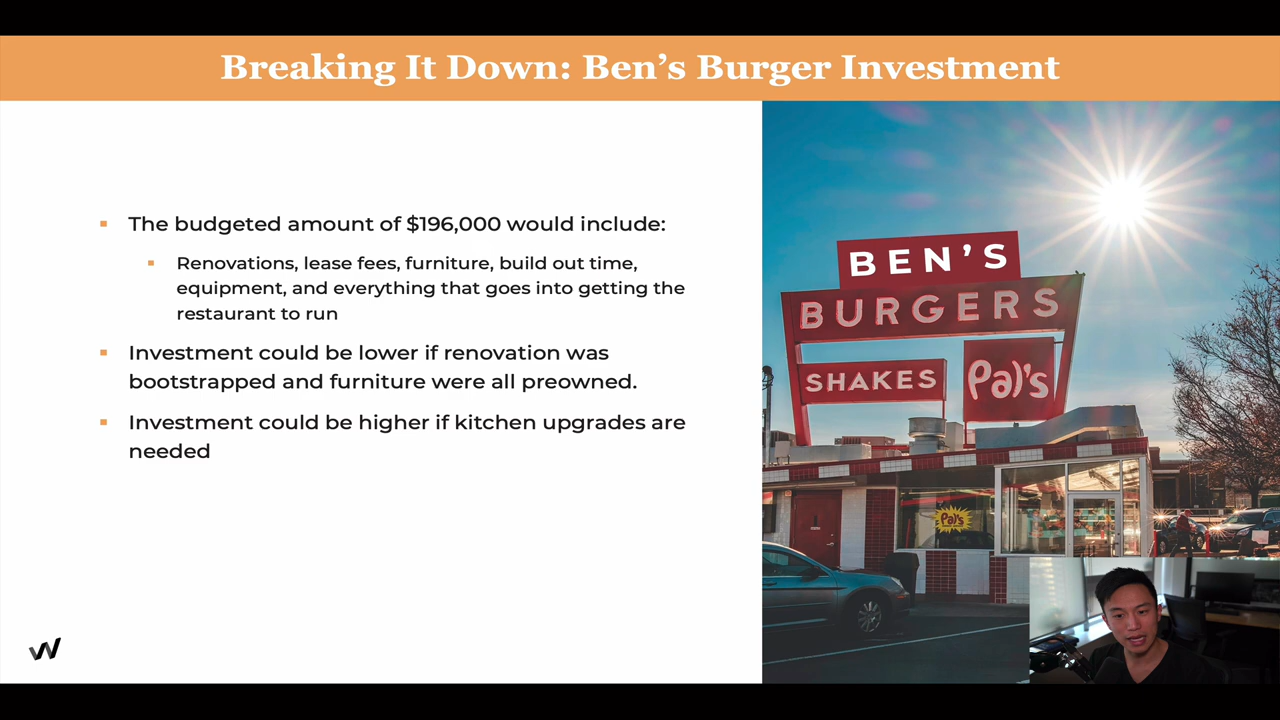 Breaking It Down: Ben's Burger Investment
The budgeted amount of $196,000 would include:
Renovations, lease fees, furniture, build out time,
equipment, and everything that goes into getting the
restaurant to run
Investment could be lower if renovation was
bootstrapped and furniture were all preowned.
Investment could be higher if kitchen upgrades are
needed
BEN'S
BURGERS
SHAKES
Pal's
Pal's